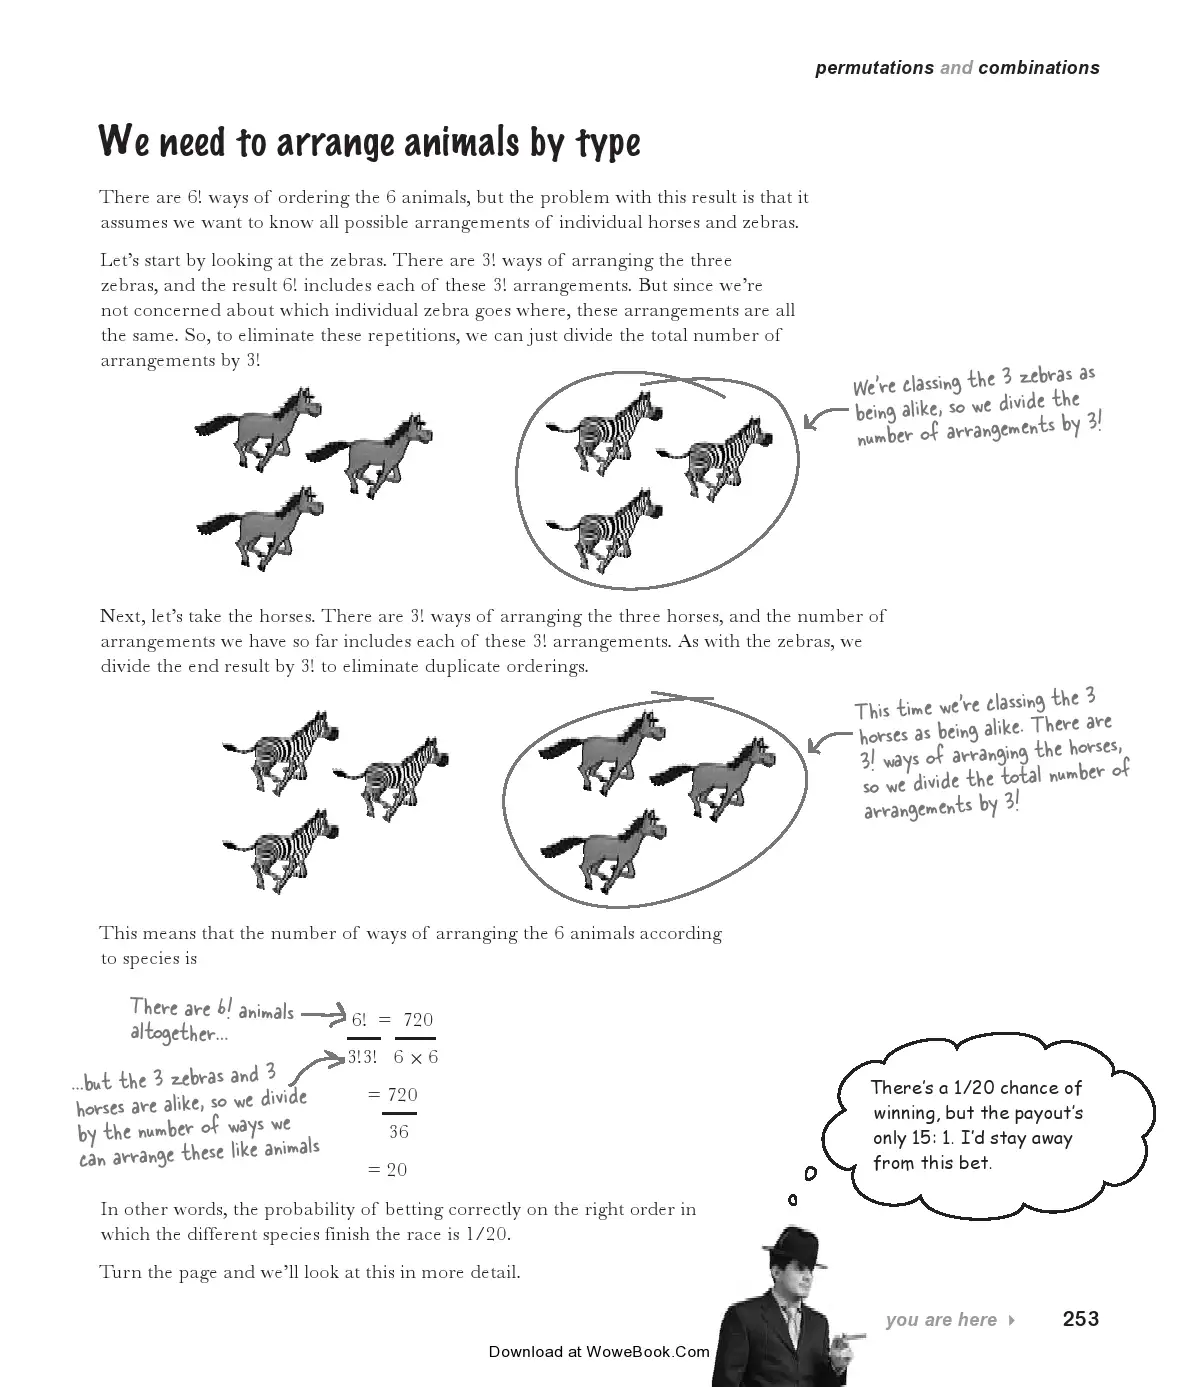 permutations and combinations
We need to arrange animals by type
There are 6! ways of ordering the 6 animals, but the problem with this result is that it
assumes we want to know all possible arrangements of individual horses and zebras.
Let's start by looking at the zebras. There are 3! ways of arranging the three
zebras, and the result 6! includes each of these 3! arrangements. But since we're
not concerned about which individual zebra goes where, these arrangements are all
the same. So, to eliminate these repetitions, we can just divide the total number of
arrangements by 3!
We're classing the 3 zebras as
being alike, so we divide the
number of arrangements by 3!
Next, let's take the horses. There are 3! ways of arranging the three horses, and the number of
arrangements we have so far includes each of these 3! arrangements. As with the zebras, we
divide the end result by 3! to eliminate duplicate orderings.
This time we're classing the 3
horses as being alike. There are
3! ways of arranging the horses,
so we divide the total number of
arrangements by 3!
This means that the number of ways of arranging the 6 animals according
to species is
There are 6! animals
altogether...
...but the 3 zebras and 3
horses are alike, so we divide
by the number of ways we
can arrange these like animals
6! = 720
3!3! 6 × 6
= 720
36
= 20
There's a 1/20 chance of
winning, but the payout's
only 15: 1. I'd stay away
from this bet.
In other words, the probability of betting correctly on the right order in
which the different species finish the race is 1/20.
Turn the page and we'll look at this in more detail.
you are here 253
Download at WoweBook.Com